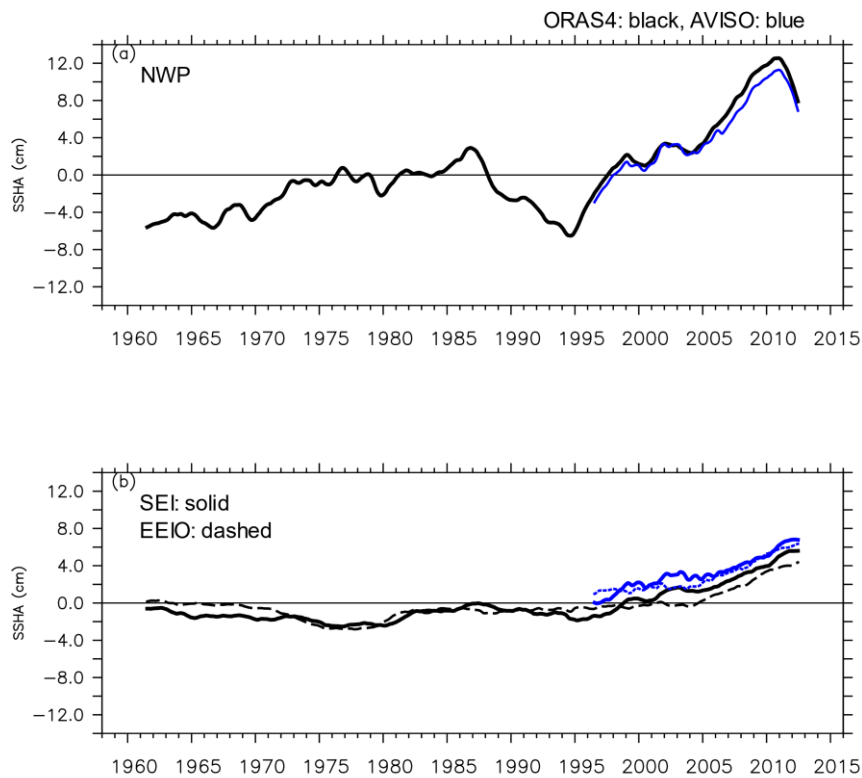 ORAS4: black, AVISO: blue
(a)
NWP
12.0
8.0
4.0
0.0
−4.0
−8.0
−12.0
SSHA (cm)
1960 1965 1970 1975 1980 1985 1990 1995 2000 2005 2010 2015
(b)
SEI: solid
EEIO: dashed
12.0
8.0
4.0
0.0
−4.0
−8.0
−12.0
SSHA (cm)
1960 1965 1970 1975 1980 1985 1990 1995 2000 2005 2010 2015